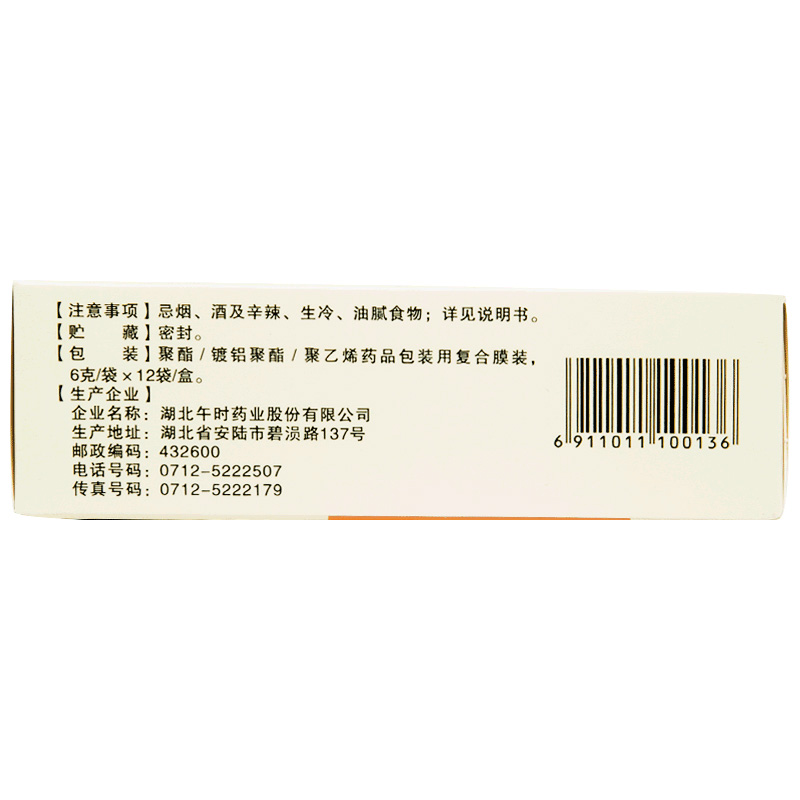 【注意事项】忌烟、酒及辛辣、生冷、油腻食物；详见说明书。
【贮　　藏】密封。
【包　　装】聚酯/镀铝聚酯/聚乙烯药品包装用复合膜装，
6克/袋×12袋/盒。
【生产企业】
企业名称：湖北午时药业股份有限公司
生产地址：湖北省安陆市碧涢路137号
邮政编码：432600
电话号码：0712-5222507
传真号码：0712-5222179
6 911011 100136